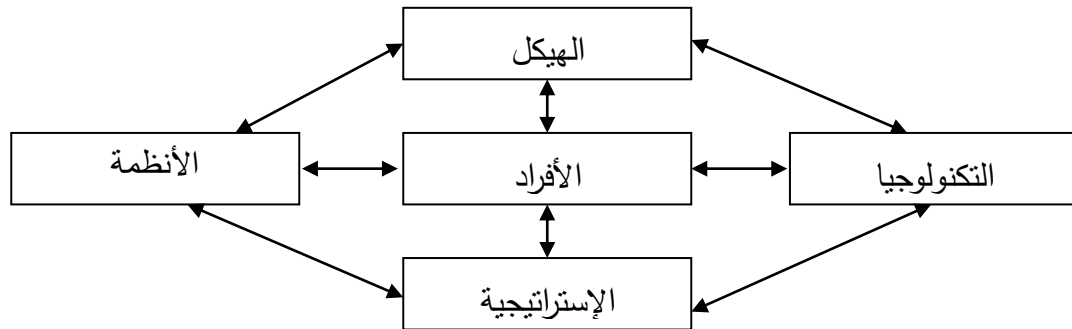 الهيكل
التكنولوجيا
الأفراد
الأنظمة
الإستراتيجية